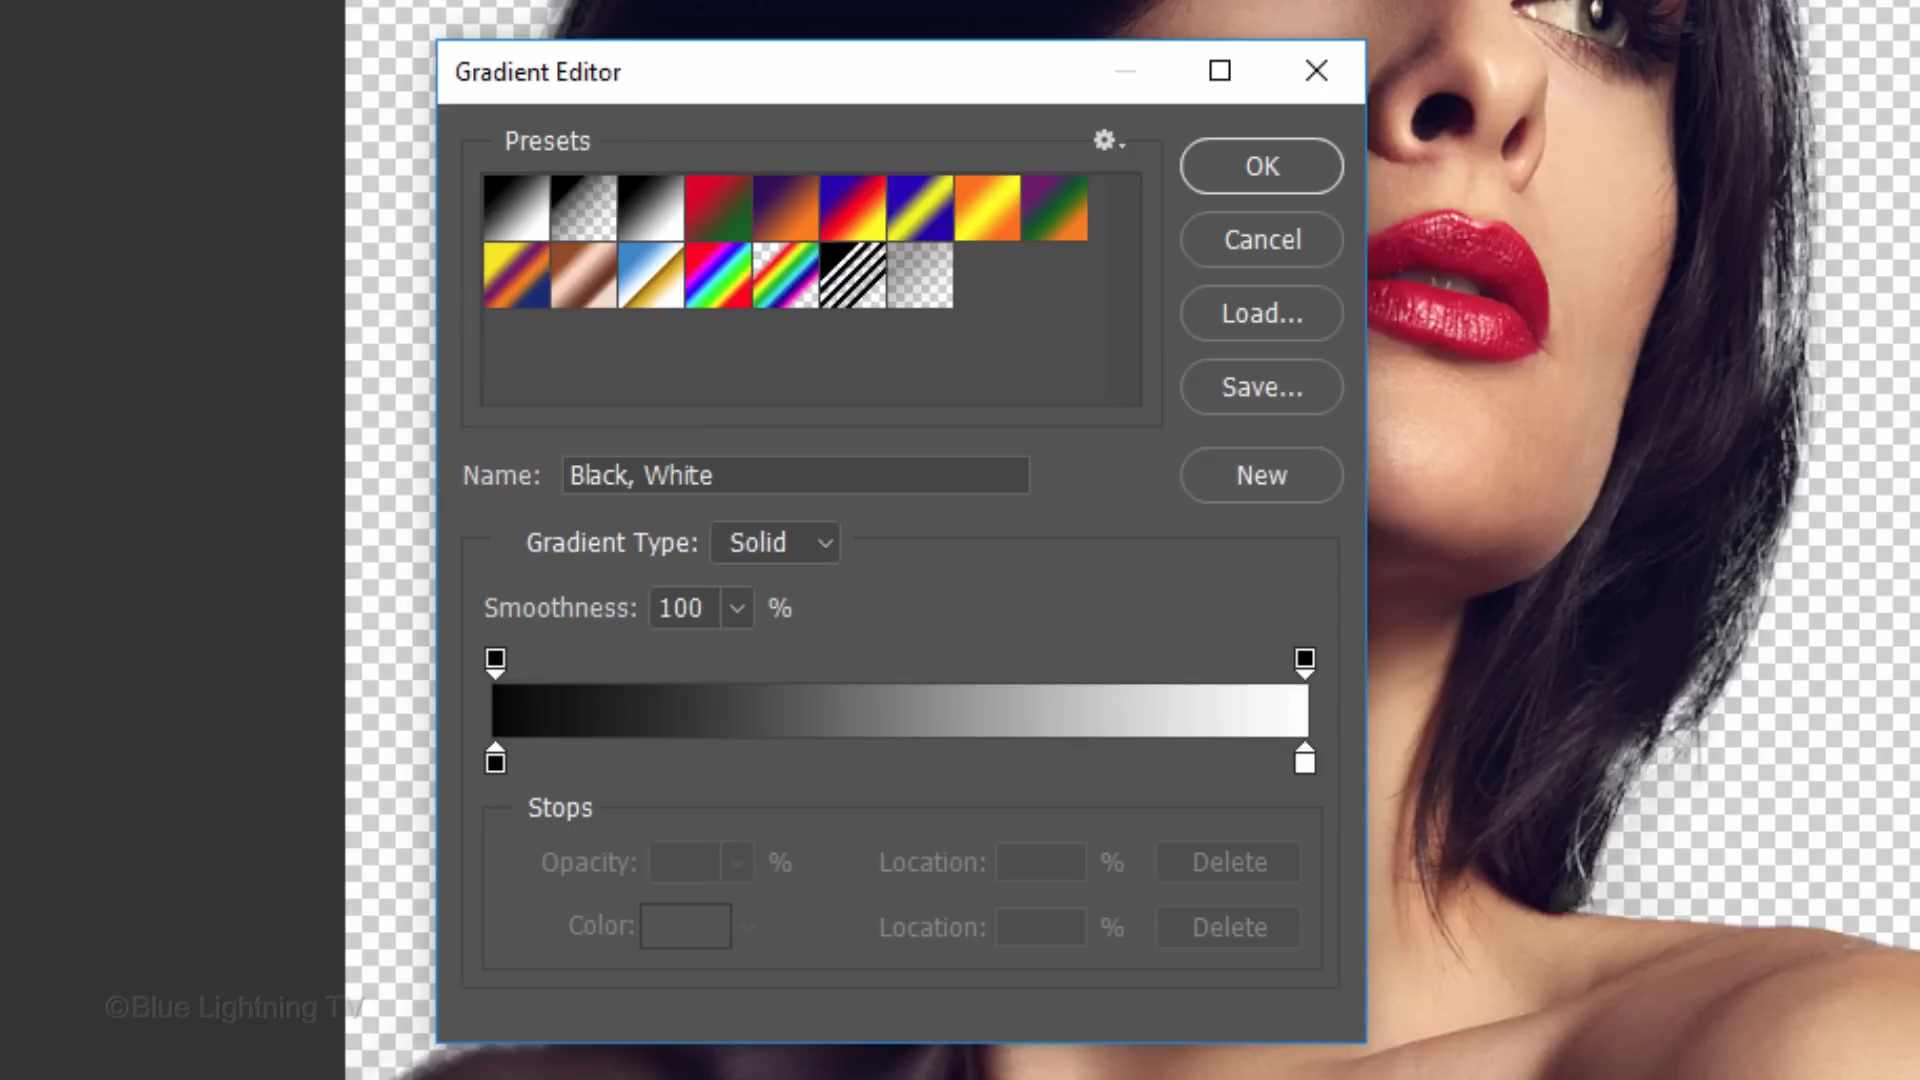 Gradient Editor
Presets
OK
Cancel
Load...
Save...
Name: Black, White
New
Gradient Type: Solid
Smoothness: 100 %
Stops
Opacity: % Location: % Delete
Color: Location: % Delete
©Blue Lightning TV